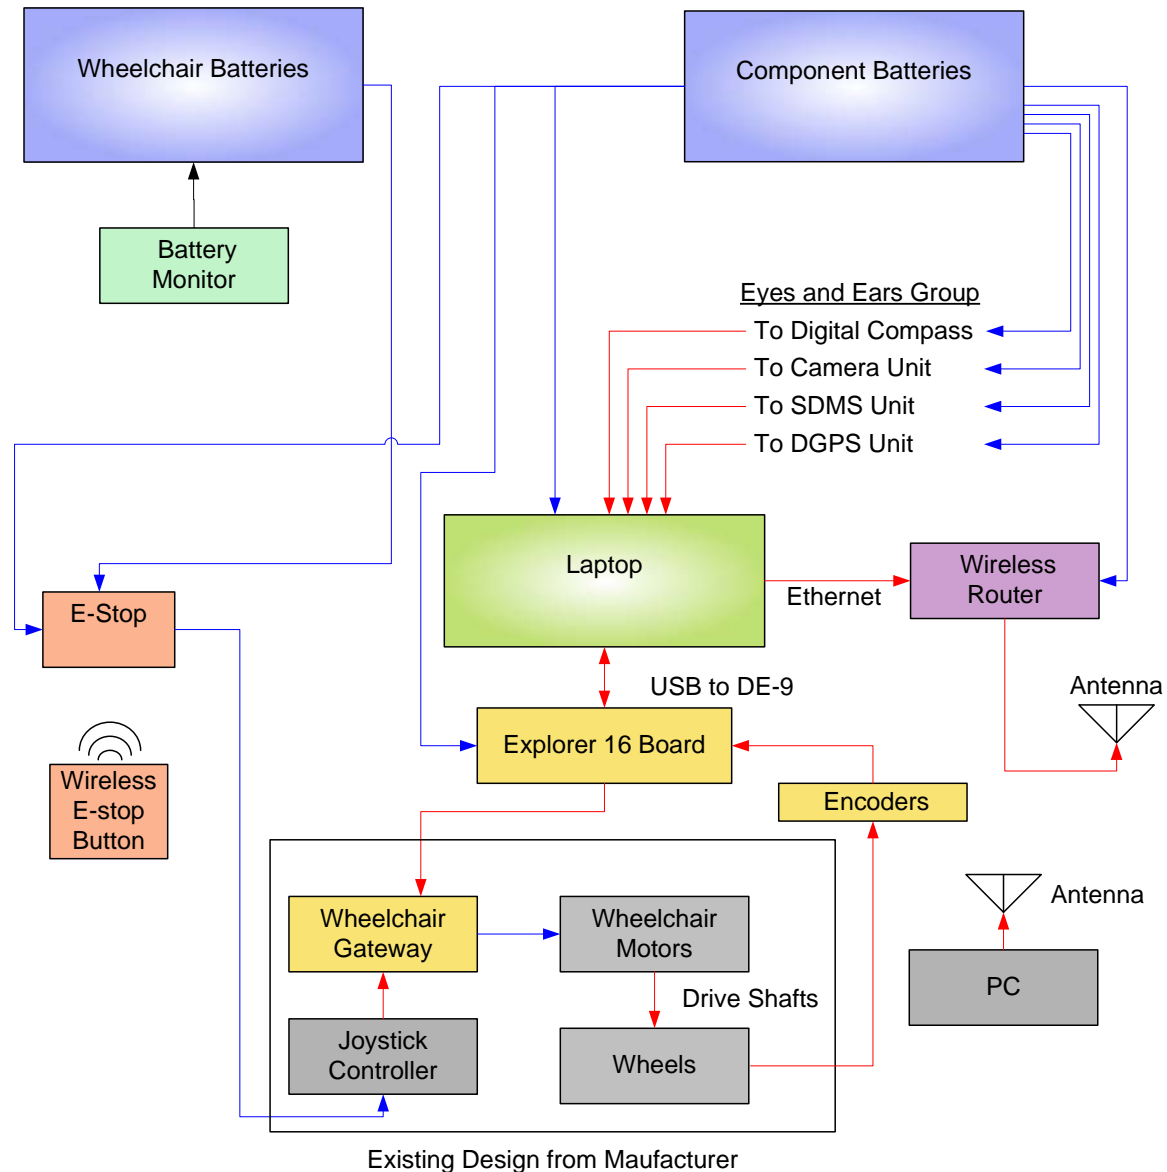 Wheelchair Batteries
Component Batteries
Battery
Monitor
Eyes and Ears Group
To Digital Compass
To Camera Unit
To SDMS Unit
To DGPS Unit
Laptop
Wireless
Router
Ethernet
E-Stop
USB to DE-9
Antenna
Explorer 16 Board
Wireless
E-stop
Button
Encoders
Antenna
Wheelchair
Gateway
Wheelchair
Motors
PC
Drive Shafts
Joystick
Controller
Wheels
Existing Design from Maufacturer